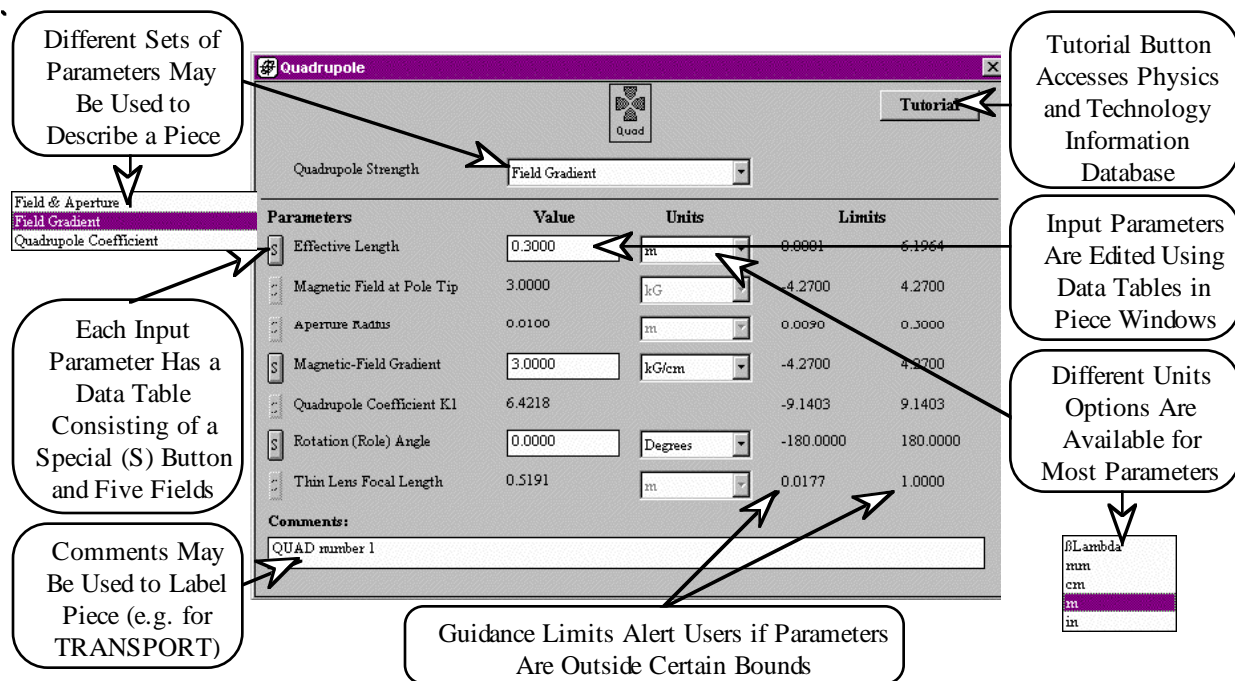 Different Sets of
Parameters May
Be Used to
Describe a Piece
Field & Aperture
Field Gradient
Quadrupole Coefficient
Each Input
Parameter Has a
Data Table
Consisting of a
Special (S) Button
and Five Fields
Comments May
Be Used to Label
Piece (e.g. for
TRANSPORT)
Quadrupole
Quad
Tutorial
Quadrupole Strength Field Gradient
Parameters Value Units Limits
S Effective Length 0.3000 m 0.0001 6.1964
Magnetic Field at Pole Tip 3.0000 kG -4.2700 4.2700
Aperture Radius 0.0100 m 0.0090 0.3000
S Magnetic-Field Gradient 3.0000 kG/cm -4.2700 4.2700
Quadrupole Coefficient K1 6.4218 -9.1403 9.1403
S Rotation (Role) Angle 0.0000 Degrees -180.0000 180.0000
Thin Lens Focal Length 0.5191 m 0.0177 1.0000
Comments:
QUAD number 1
Guidance Limits Alert Users if Parameters
Are Outside Certain Bounds
Tutorial Button
Accesses Physics
and Technology
Information
Database
Input Parameters
Are Edited Using
Data Tables in
Piece Windows
Different Units
Options Are
Available for
Most Parameters
ßLambda
mm
cm
m
in